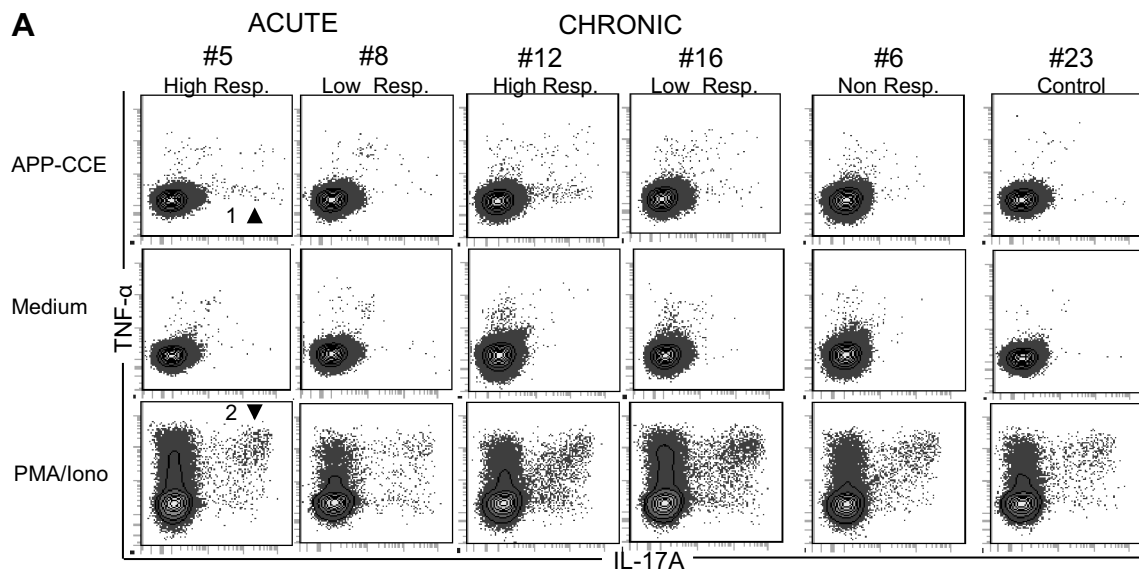 A
ACUTE CHRONIC
#5 #8 #12 #16 #6 #23
High Resp. Low Resp. High Resp. Low Resp. Non Resp. Control
APP-CCE
1 ▲
Medium
TNF-α
2 ▼
PMA/Iono
IL-17A